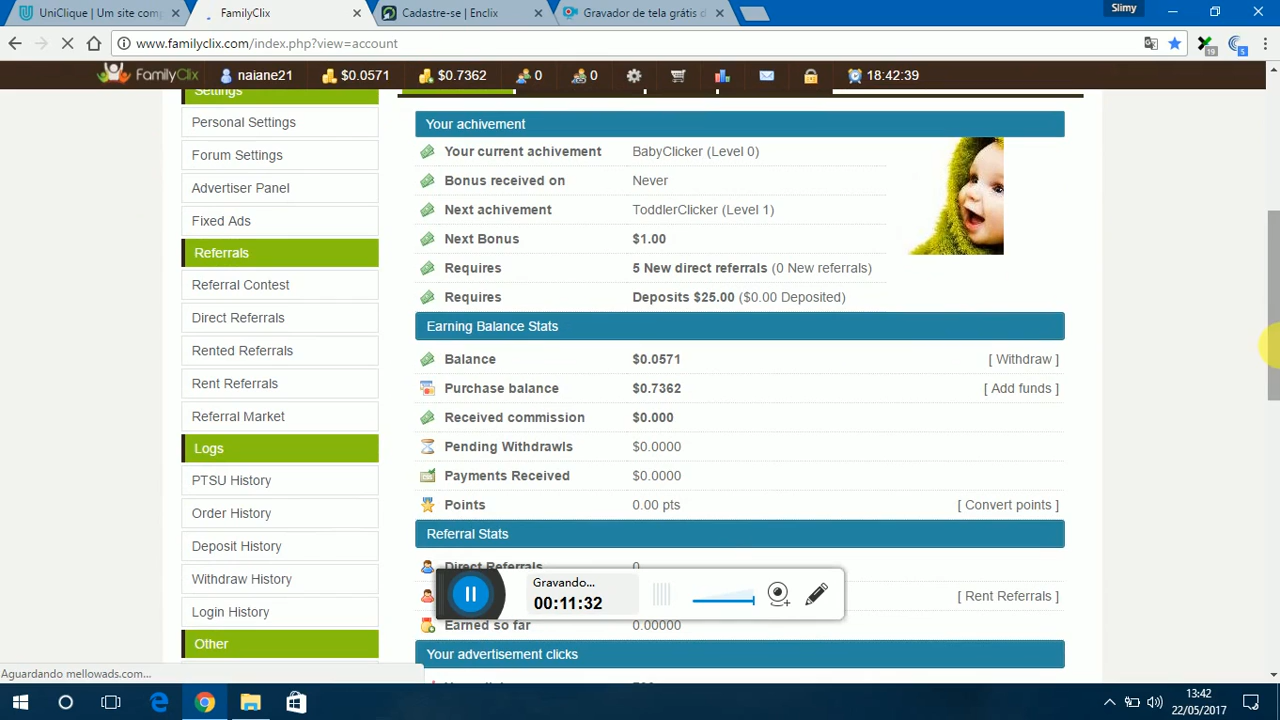 UniClique | Um site com
FamilyClix
Cadastre-se | Enclix
Gravador de tela grátis d
Slimy
www.familyclix.com/index.php?view=account
19
5
FamilyClix
naiane21
$0.0571
$0.7362
0
0
18:42:39
Settings
Personal Settings
Forum Settings
Advertiser Panel
Fixed Ads
Referrals
Referral Contest
Direct Referrals
Rented Referrals
Rent Referrals
Referral Market
Logs
PTSU History
Order History
Deposit History
Withdraw History
Login History
Other
Your achivement
Your current achivement BabyClicker (Level 0)
Bonus received on Never
Next achivement ToddlerClicker (Level 1)
Next Bonus $1.00
Requires 5 New direct referrals (0 New referrals)
Requires Deposits $25.00 ($0.00 Deposited)
Earning Balance Stats
Balance $0.0571 [ Withdraw ]
Purchase balance $0.7362 [ Add funds ]
Received commission $0.000
Pending Withdrawls $0.0000
Payments Received $0.0000
Points 0.00 pts [ Convert points ]
Referral Stats
Direct Referrals 0
[ Rent Referrals ]
Earned so far 0.00000
Your advertisement clicks
Gravando...
00:11:32
Aguardando mellowads.com...
13:42
22/05/2017